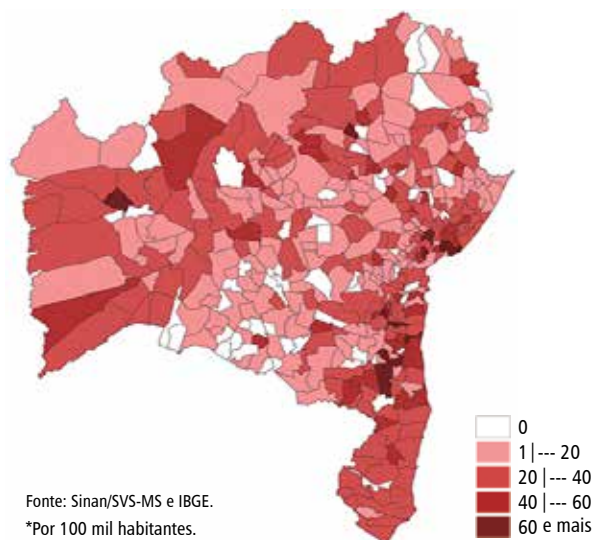 0
1|--- 20
20|--- 40
40|--- 60
60 e mais
Fonte: Sinan/SVS-MS e IBGE.
*Por 100 mil habitantes.